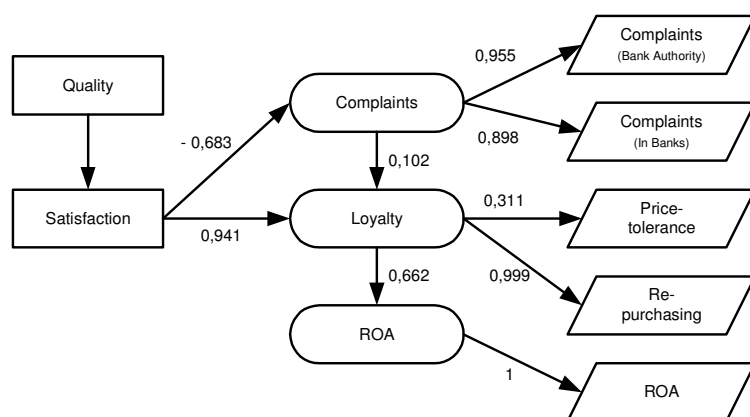 Complaints
(Bank Authority)
0,955
Quality
Complaints
Complaints
(In Banks)
- 0,683
0,898
0,102
Satisfaction
Loyalty
0,311
Price-
tolerance
0,941
0,662
0,999
Re-
purchasing
ROA
1
ROA